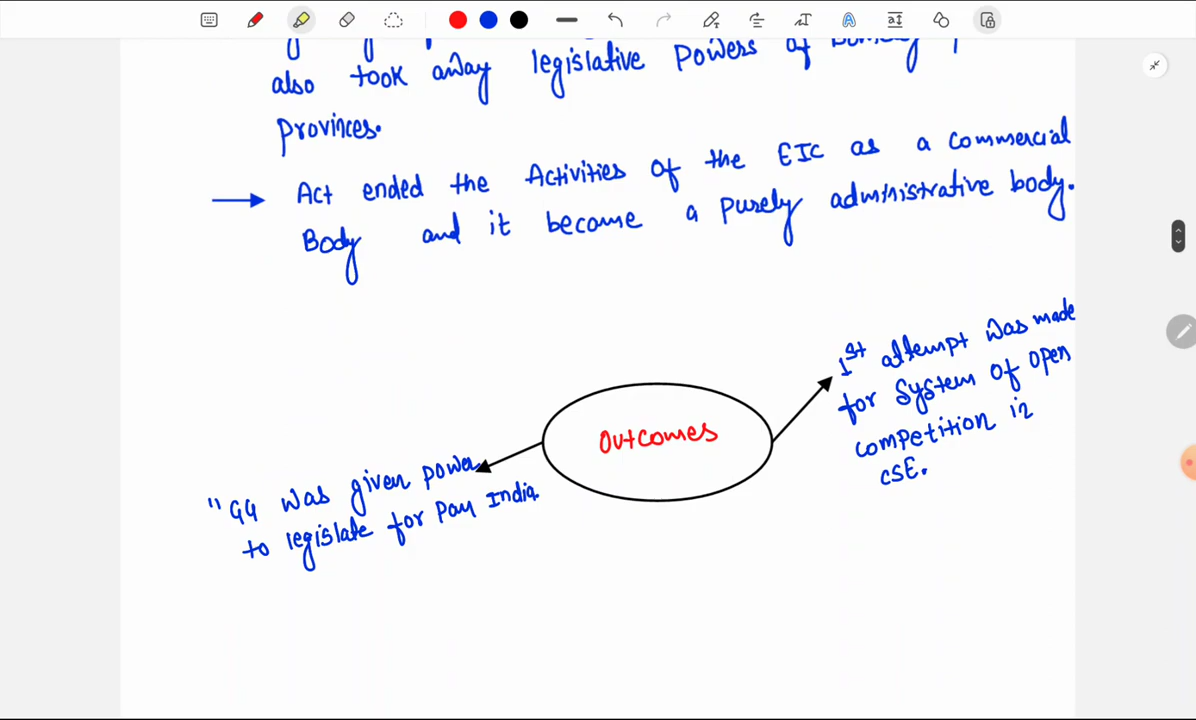 also took away legislative Powers of
Provinces.
Act ended the Activities of the EIC as a commercial
Body and it become a purely administrative body.
1st attempt was made
for system of open
competition in
CSE.
Outcomes
"GG was given power
to legislate for Pan India.